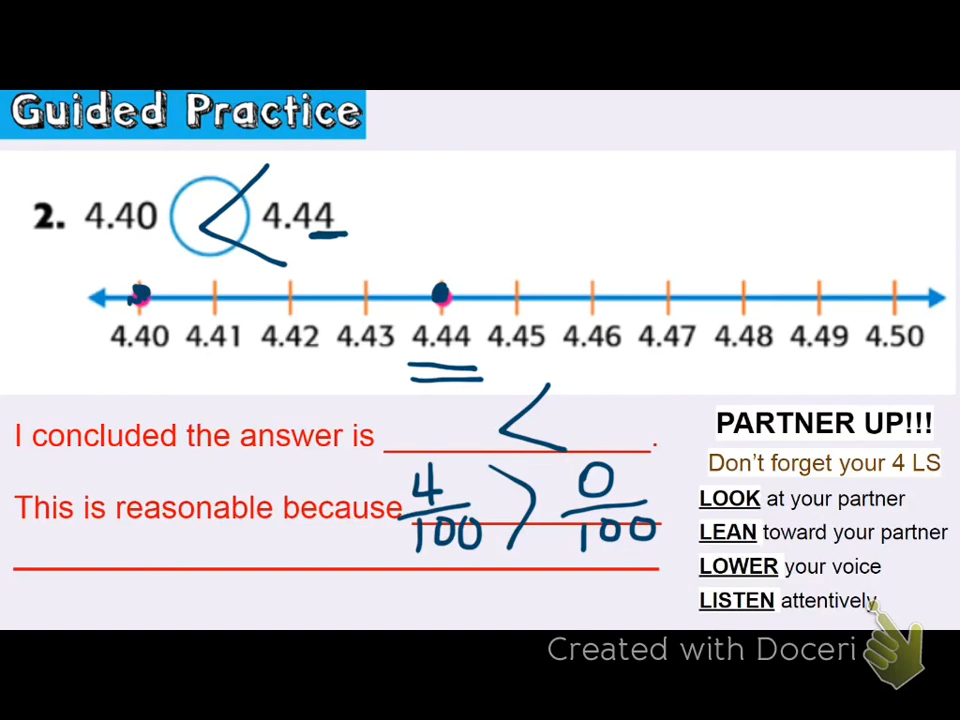 Guided Practice
2. 4.40 < 4.44
4.40 4.41 4.42 4.43 4.44 4.45 4.46 4.47 4.48 4.49 4.50
I concluded the answer is < .
This is reasonable because 4/100 > 0/100
PARTNER UP!!!
Don't forget your 4 LS
LOOK at your partner
LEAN toward your partner
LOWER your voice
LISTEN attentively
Created with Doceri